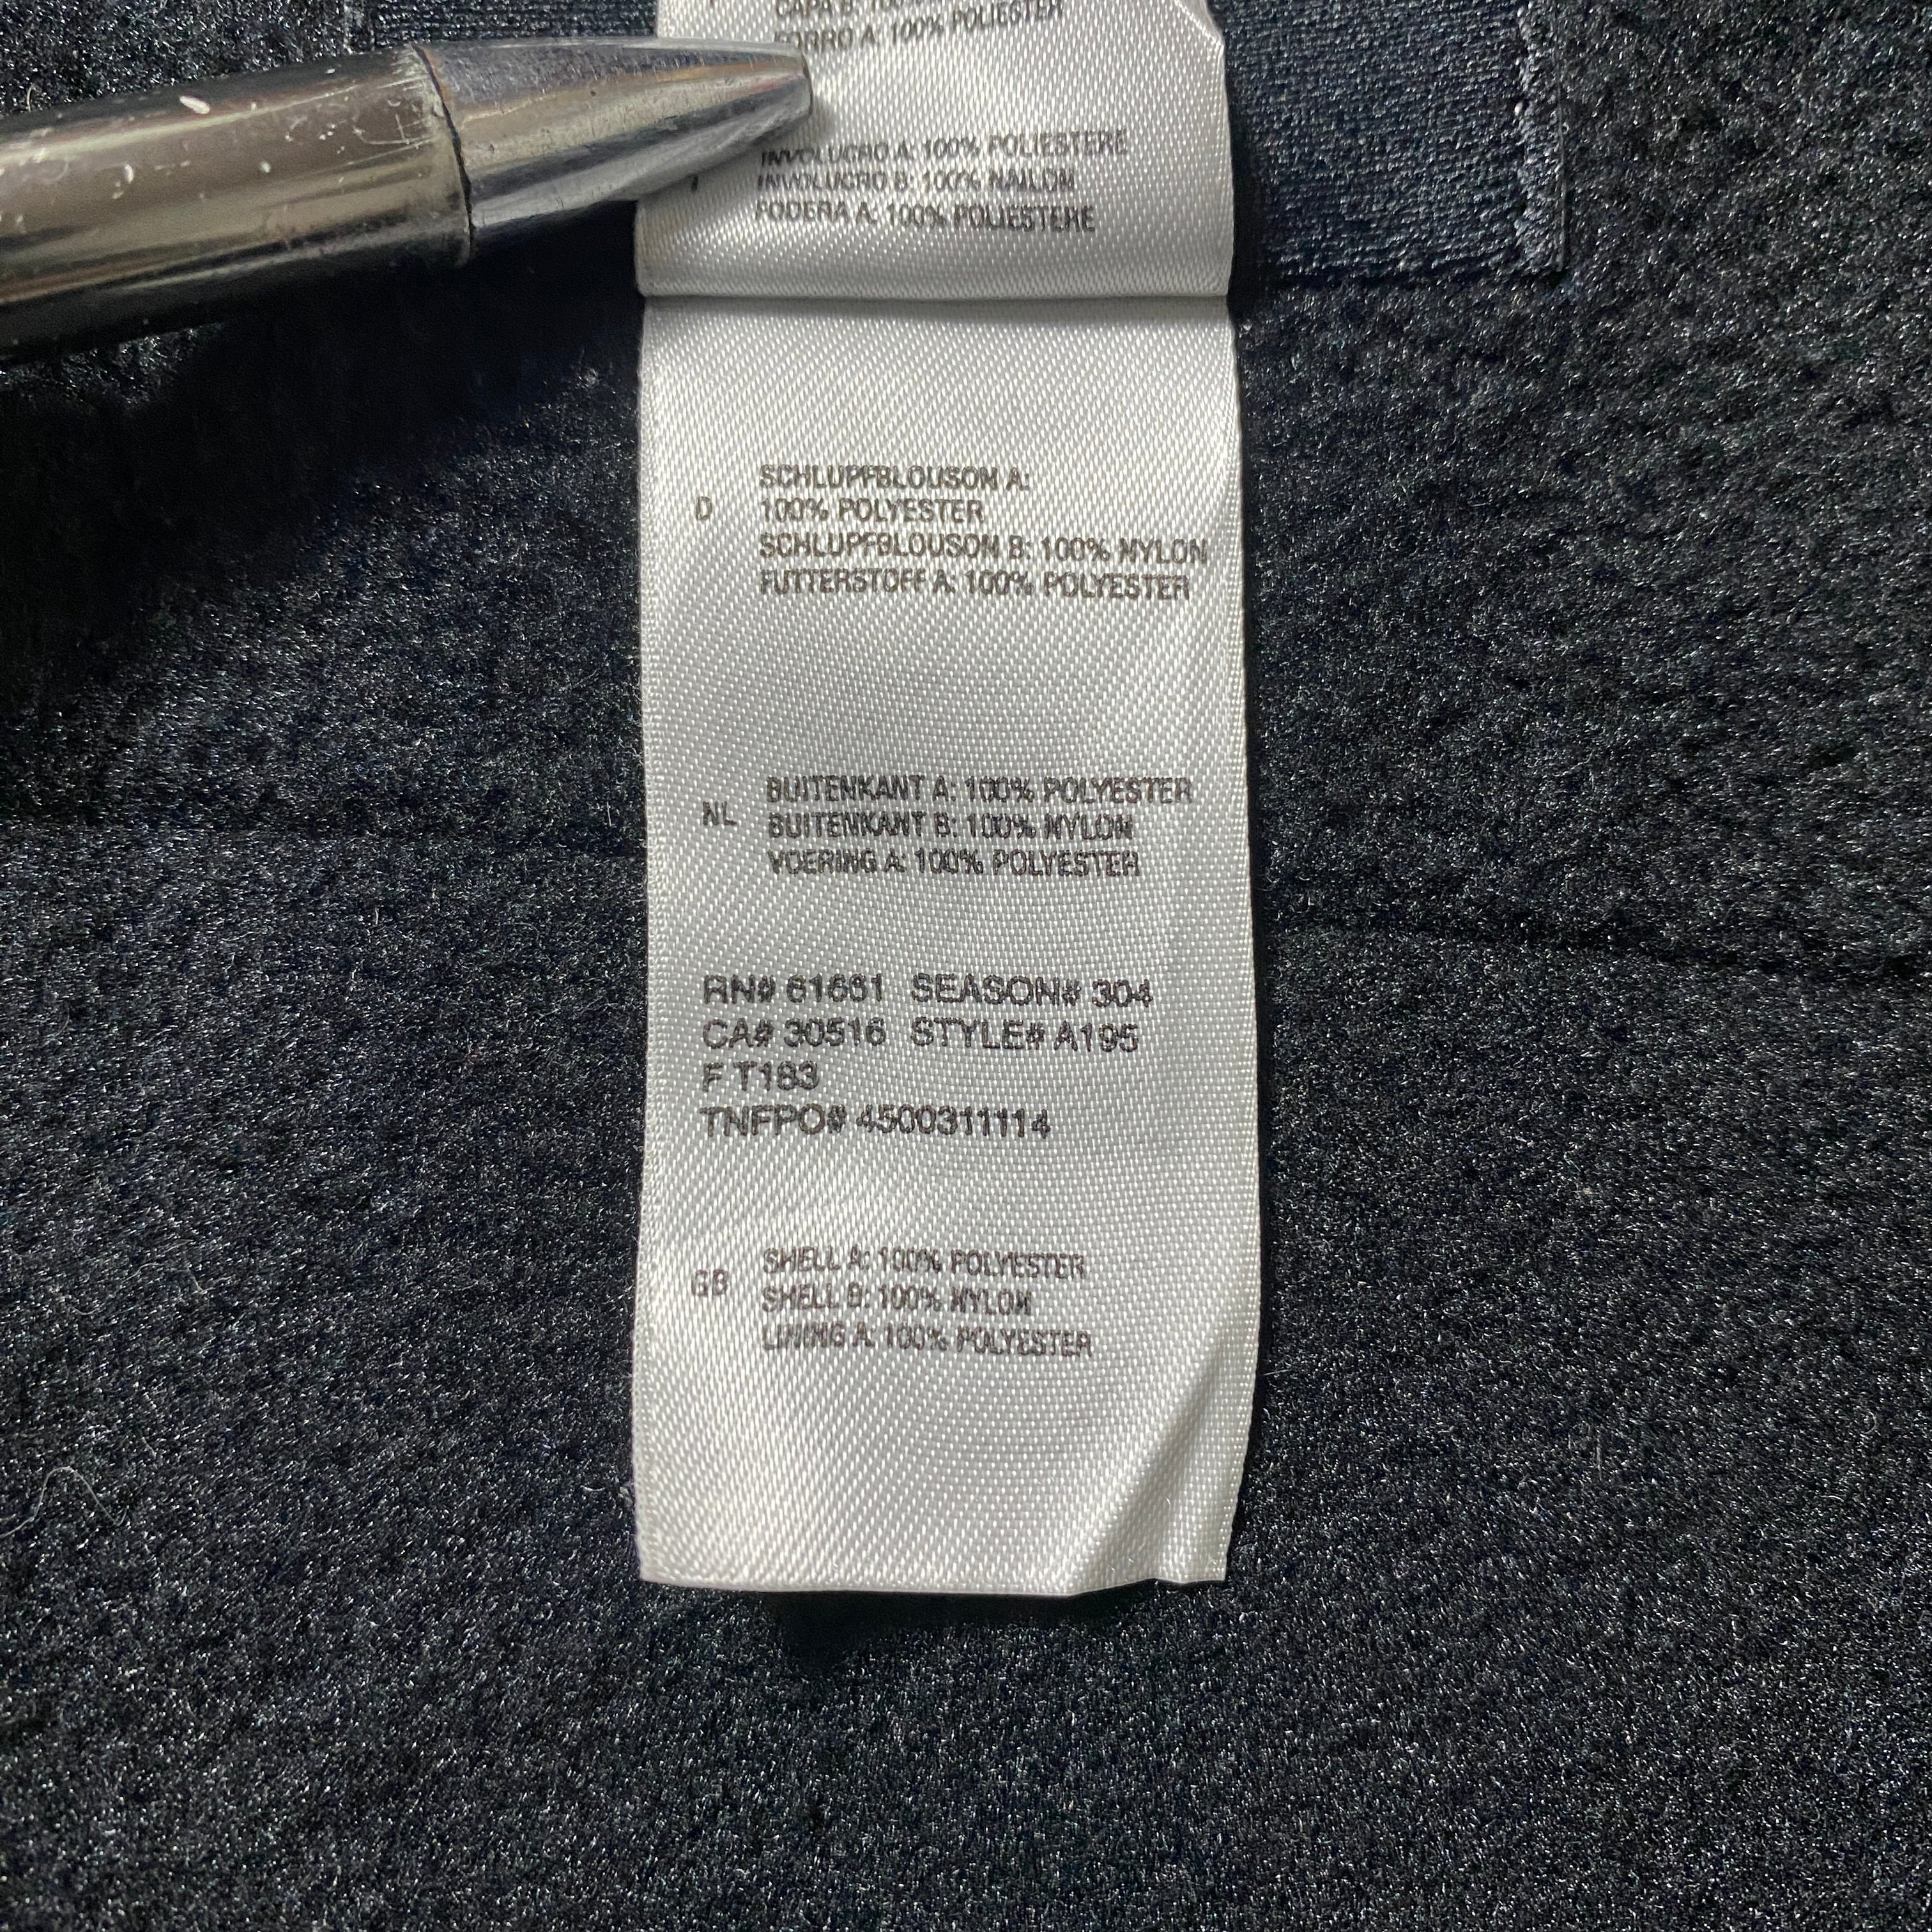 CAPA B: 100%
FORRO A 100% POLIESTER
INVOLUCRO A: 100% POLIESTERE
I INVOLUCRO B: 100% NAILON
FODERA A: 100% POLIESTERE
SCHLUPFBLOUSON A:
D 100% POLYESTER
SCHLUPFBLOUSON B: 100% NYLON
FUTTERSTOFF A: 100% POLYESTER
BUITENKANT A: 100% POLYESTER
NL BUITENKANT B: 100% NYLON
VOERING A: 100% POLYESTER
RN# 61661 SEASON# 304
CA# 30516 STYLE# A195
F T183
TNFPO# 4500311114
SHELL A: 100% POLYESTER
GB SHELL B: 100% NYLON
LINING A: 100% POLYESTER